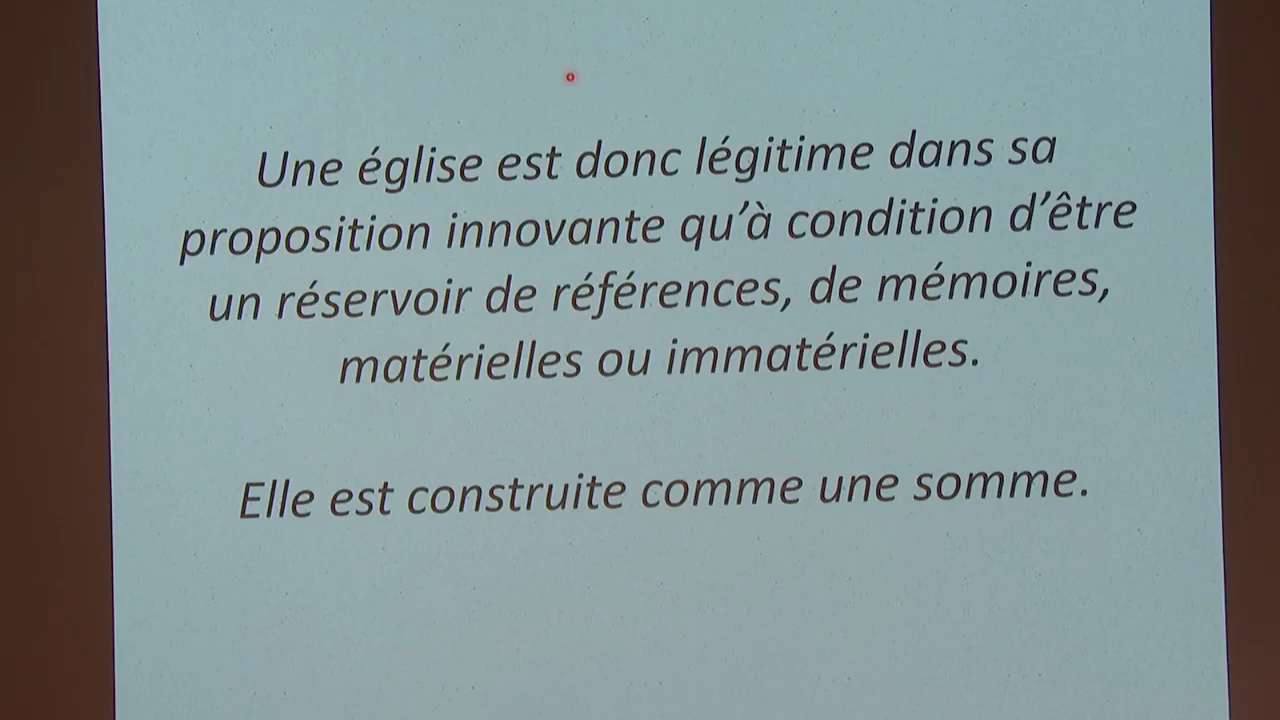 Une église est donc légitime dans sa
proposition innovante qu’à condition d’être
un réservoir de références, de mémoires,
matérielles ou immatérielles.
Elle est construite comme une somme.